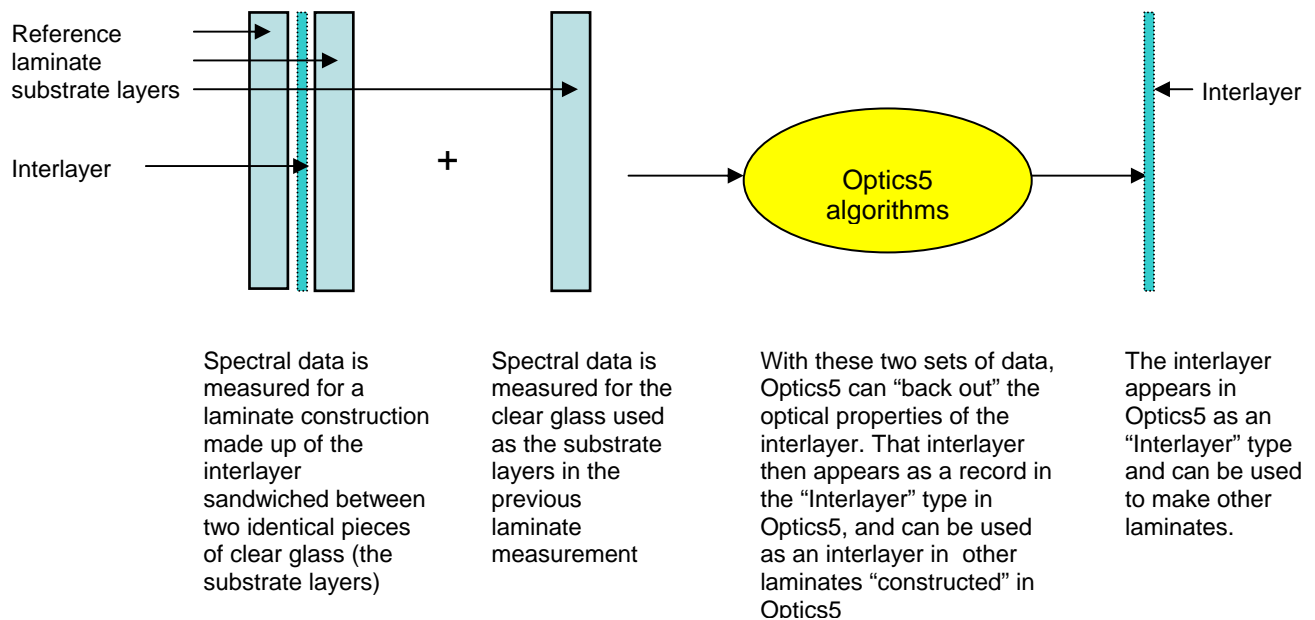 Reference
laminate
substrate layers
Interlayer
+
Optics5
algorithms
Interlayer
Spectral data is
measured for a
laminate construction
made up of the
interlayer
sandwiched between
two identical pieces
of clear glass (the
substrate layers)
Spectral data is
measured for the
clear glass used
as the substrate
layers in the
previous
laminate
measurement
With these two sets of data,
Optics5 can “back out” the
optical properties of the
interlayer. That interlayer
then appears as a record in
the “Interlayer” type in
Optics5, and can be used
as an interlayer in  other
laminates “constructed” in
Optics5
The interlayer
appears in
Optics5 as an
“Interlayer” type
and can be used
to make other
laminates.